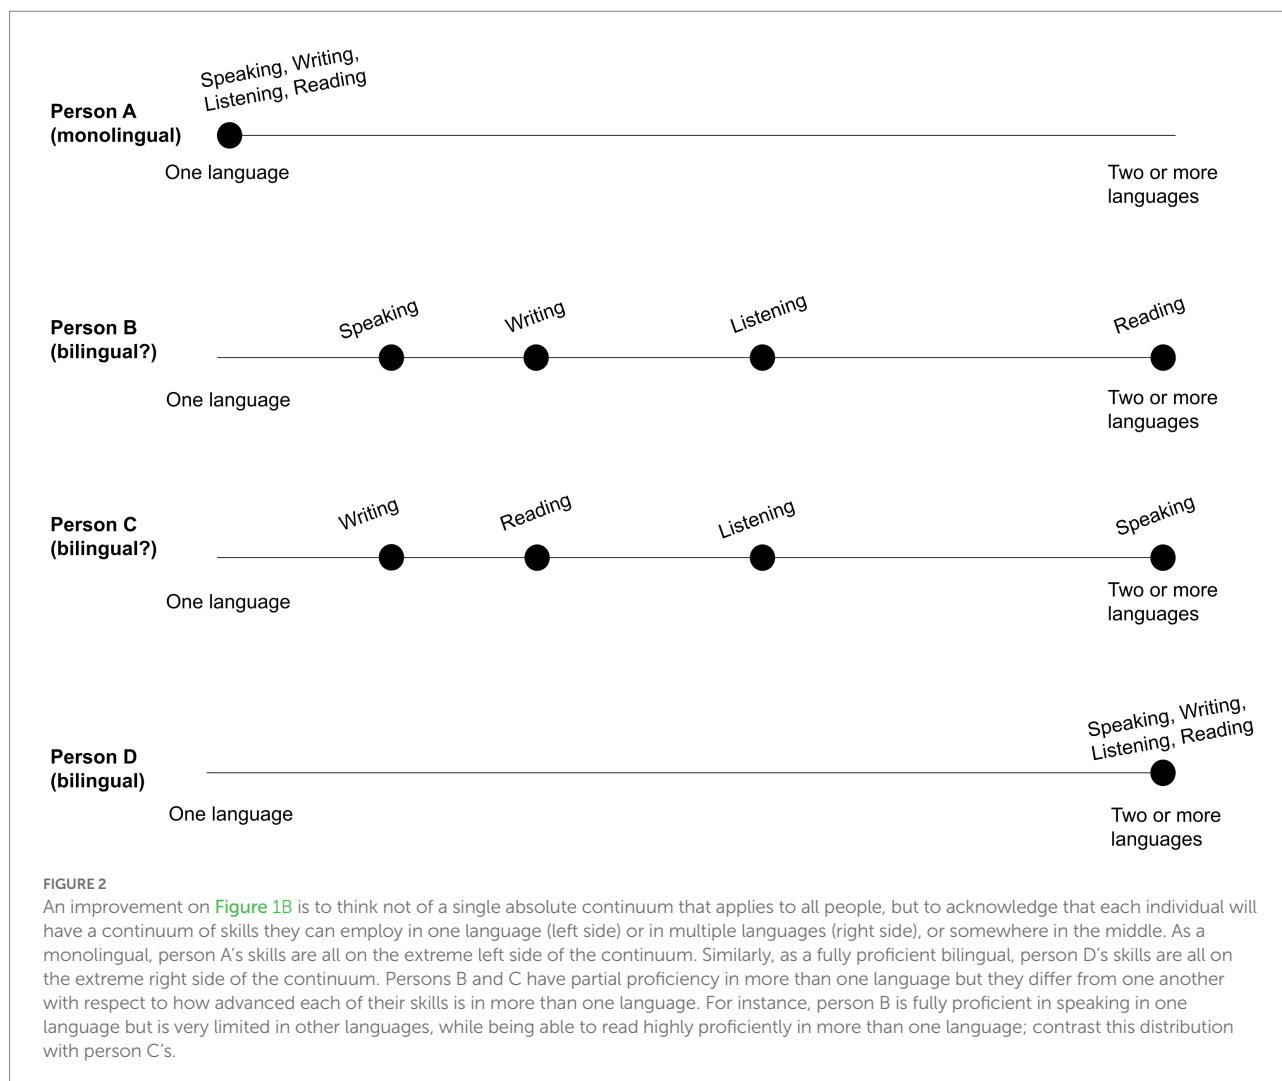 Speaking, Writing,
Listening, Reading
Person A
(monolingual)
One language
Two or more
languages
Speaking
Writing
Listening
Reading
Person B
(bilingual?)
One language
Two or more
languages
Writing
Reading
Listening
Speaking
Person C
(bilingual?)
One language
Two or more
languages
Speaking, Writing,
Listening, Reading
Person D
(bilingual)
One language
Two or more
languages
FIGURE 2
An improvement on Figure 1B is to think not of a single absolute continuum that applies to all people, but to acknowledge that each individual will
have a continuum of skills they can employ in one language (left side) or in multiple languages (right side), or somewhere in the middle. As a
monolingual, person A's skills are all on the extreme left side of the continuum. Similarly, as a fully proficient bilingual, person D's skills are all on
the extreme right side of the continuum. Persons B and C have partial proficiency in more than one language but they differ from one another
with respect to how advanced each of their skills is in more than one language. For instance, person B is fully proficient in speaking in one
language but is very limited in other languages, while being able to read highly proficiently in more than one language; contrast this distribution
with person C's.